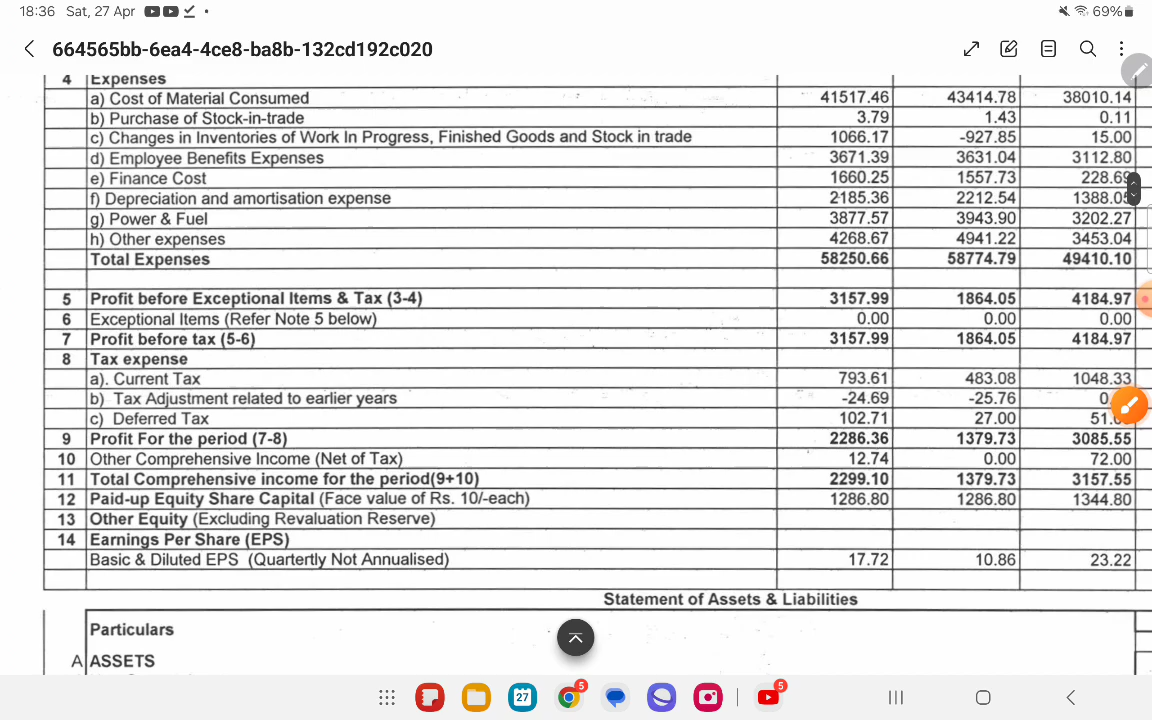 18:36 Sat, 27 Apr
69%
664565bb-6ea4-4ce8-ba8b-132cd192c020
4 Expenses
a) Cost of Material Consumed 41517.46 43414.78 38010.14
b) Purchase of Stock-in-trade 3.79 1.43 0.11
c) Changes in Inventories of Work In Progress, Finished Goods and Stock in trade 1066.17 -927.85 15.00
d) Employee Benefits Expenses 3671.39 3631.04 3112.80
e) Finance Cost 1660.25 1557.73 228.69
f) Depreciation and amortisation expense 2185.36 2212.54 1388.05
g) Power & Fuel 3877.57 3943.90 3202.27
h) Other expenses 4268.67 4941.22 3453.04
Total Expenses 58250.66 58774.79 49410.10
5 Profit before Exceptional Items & Tax (3-4) 3157.99 1864.05 4184.97
6 Exceptional Items (Refer Note 5 below) 0.00 0.00 0.00
7 Profit before tax (5-6) 3157.99 1864.05 4184.97
8 Tax expense
a). Current Tax 793.61 483.08 1048.33
b) Tax Adjustment related to earlier years -24.69 -25.76
c) Deferred Tax 102.71 27.00
9 Profit For the period (7-8) 2286.36 1379.73 3085.55
10 Other Comprehensive Income (Net of Tax) 12.74 0.00 72.00
11 Total Comprehensive income for the period(9+10) 2299.10 1379.73 3157.55
12 Paid-up Equity Share Capital (Face value of Rs. 10/-each) 1286.80 1286.80 1344.80
13 Other Equity (Excluding Revaluation Reserve)
14 Earnings Per Share (EPS)
Basic & Diluted EPS (Quartertly Not Annualised) 17.72 10.86 23.22
Statement of Assets & Liabilities
Particulars
A ASSETS
27
5
5